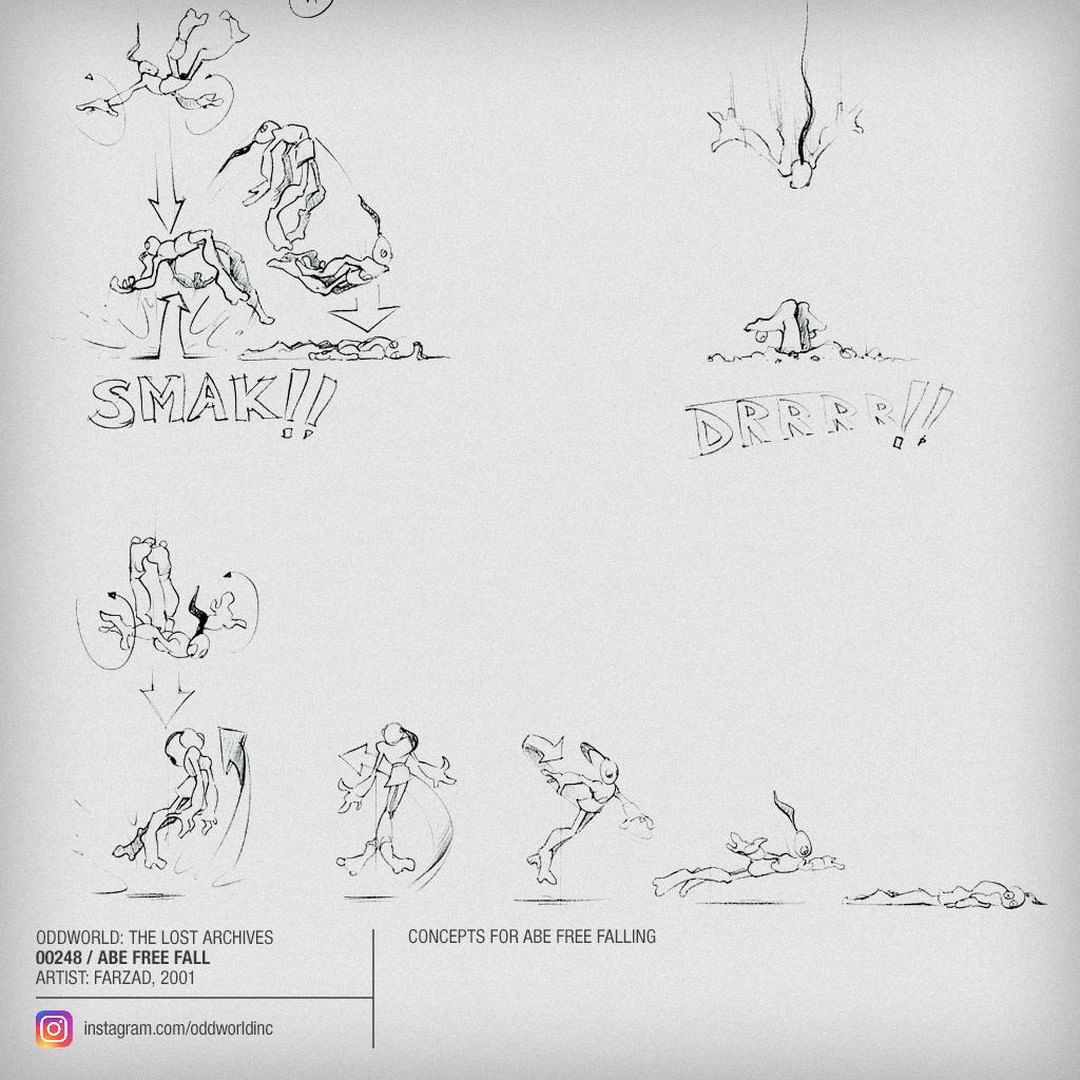 SMAK!!
DRRRR!!
ODDWORLD: THE LOST ARCHIVES
00248 / ABE FREE FALL
ARTIST: FARZAD, 2001
CONCEPTS FOR ABE FREE FALLING
instagram.com/oddworldinc